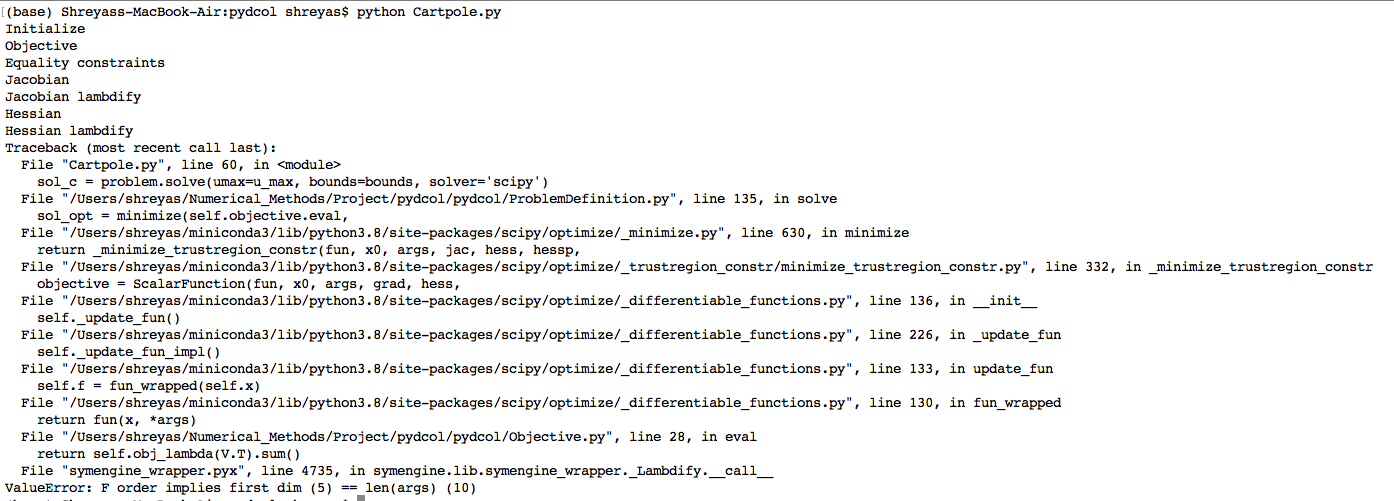 (base) Shreyass-MacBook-Air:pydcol shreyas$ python Cartpole.py
Initialize
Objective
Equality constraints
Jacobian
Jacobian lambdify
Hessian
Hessian lambdify
Traceback (most recent call last):
  File "Cartpole.py", line 60, in <module>
    sol_c = problem.solve(umax=u_max, bounds=bounds, solver='scipy')
  File "/Users/shreyas/Numerical_Methods/Project/pydcol/pydcol/ProblemDefinition.py", line 135, in solve
    sol_opt = minimize(self.objective.eval,
  File "/Users/shreyas/miniconda3/lib/python3.8/site-packages/scipy/optimize/_minimize.py", line 630, in minimize
    return _minimize_trustregion_constr(fun, x0, args, jac, hess, hessp,
  File "/Users/shreyas/miniconda3/lib/python3.8/site-packages/scipy/optimize/_trustregion_constr/minimize_trustregion_constr.py", line 332, in _minimize_trustregion_constr
    objective = ScalarFunction(fun, x0, args, grad, hess,
  File "/Users/shreyas/miniconda3/lib/python3.8/site-packages/scipy/optimize/_differentiable_functions.py", line 136, in __init__
    self._update_fun()
  File "/Users/shreyas/miniconda3/lib/python3.8/site-packages/scipy/optimize/_differentiable_functions.py", line 226, in _update_fun
    self._update_fun_impl()
  File "/Users/shreyas/miniconda3/lib/python3.8/site-packages/scipy/optimize/_differentiable_functions.py", line 133, in update_fun
    self.f = fun_wrapped(self.x)
  File "/Users/shreyas/miniconda3/lib/python3.8/site-packages/scipy/optimize/_differentiable_functions.py", line 130, in fun_wrapped
    return fun(x, *args)
  File "/Users/shreyas/Numerical_Methods/Project/pydcol/pydcol/Objective.py", line 28, in eval
    return self.obj_lambda(V.T).sum()
  File "symengine_wrapper.pyx", line 4735, in symengine.lib.symengine_wrapper._Lambdify.__call__
ValueError: F order implies first dim (5) == len(args) (10)